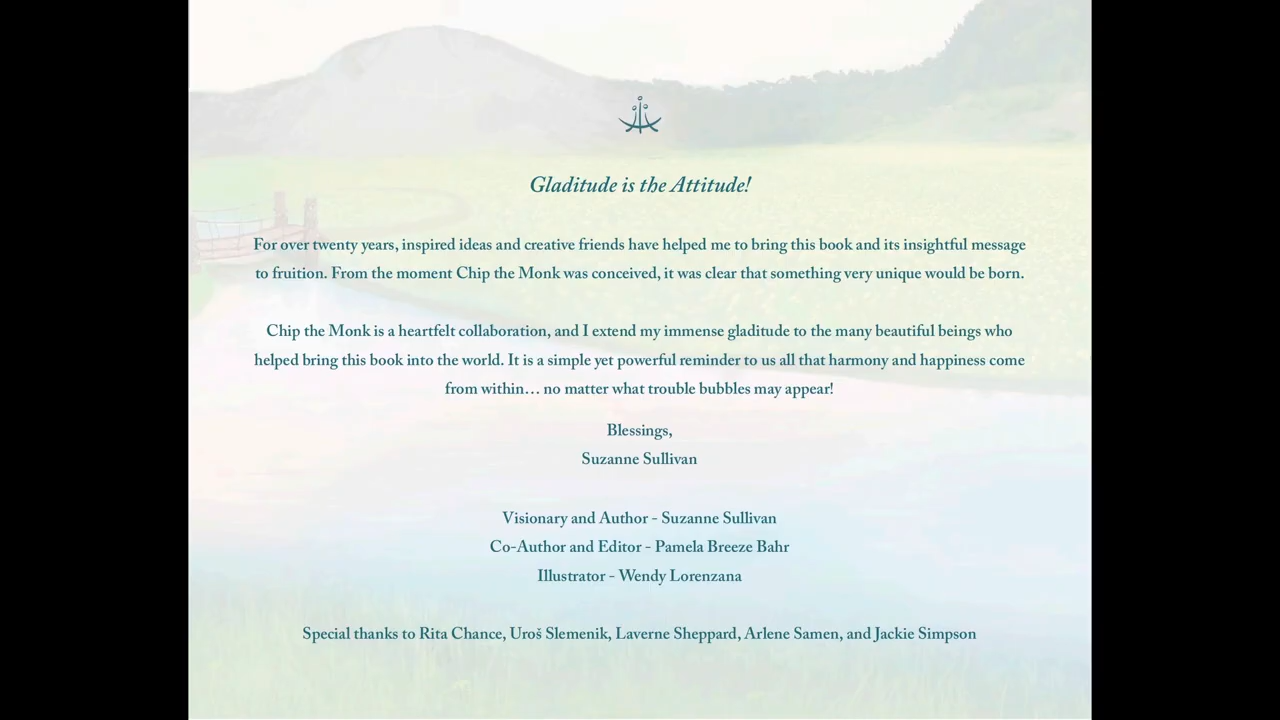 Gladitude is the Attitude!
For over twenty years, inspired ideas and creative friends have helped me to bring this book and its insightful message
to fruition. From the moment Chip the Monk was conceived, it was clear that something very unique would be born.
Chip the Monk is a heartfelt collaboration, and I extend my immense gladitude to the many beautiful beings who
helped bring this book into the world. It is a simple yet powerful reminder to us all that harmony and happiness come
from within… no matter what trouble bubbles may appear!
Blessings,
Suzanne Sullivan
Visionary and Author - Suzanne Sullivan
Co-Author and Editor - Pamela Breeze Bahr
Illustrator - Wendy Lorenzana
Special thanks to Rita Chance, Uroš Slemenik, Laverne Sheppard, Arlene Samen, and Jackie Simpson